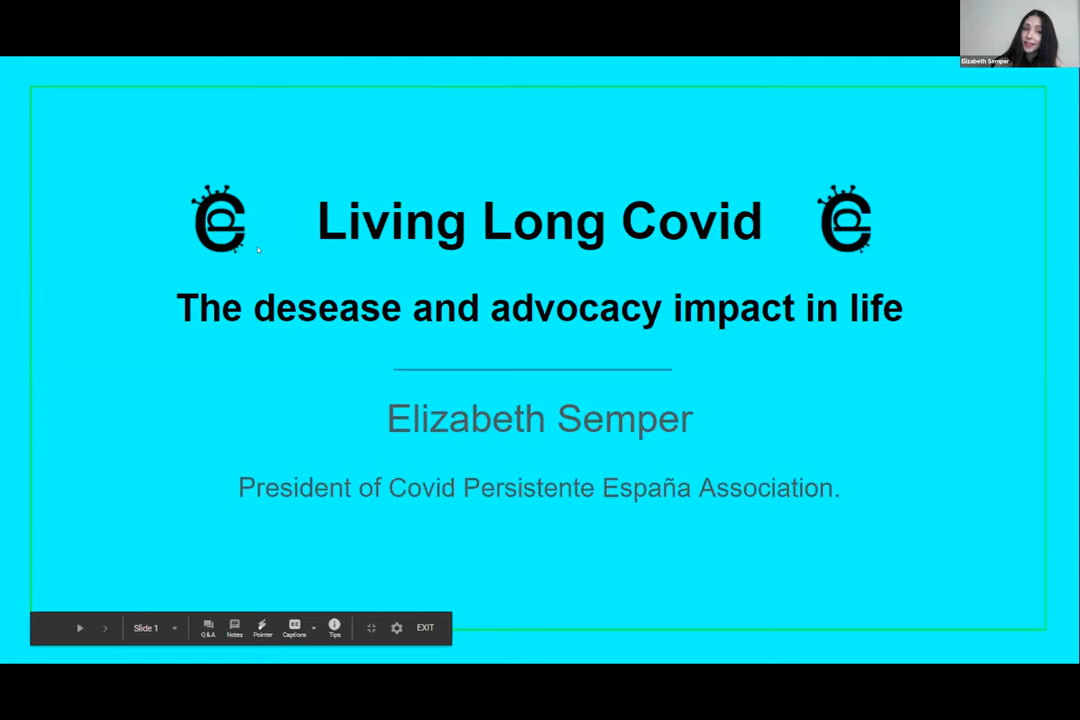 Elizabeth Semper
Living Long Covid
The desease and advocacy impact in life
Elizabeth Semper
President of Covid Persistente España Association.
Slide 1
Q&A
Notes
Pointer
CC
Captions
Tips
EXIT